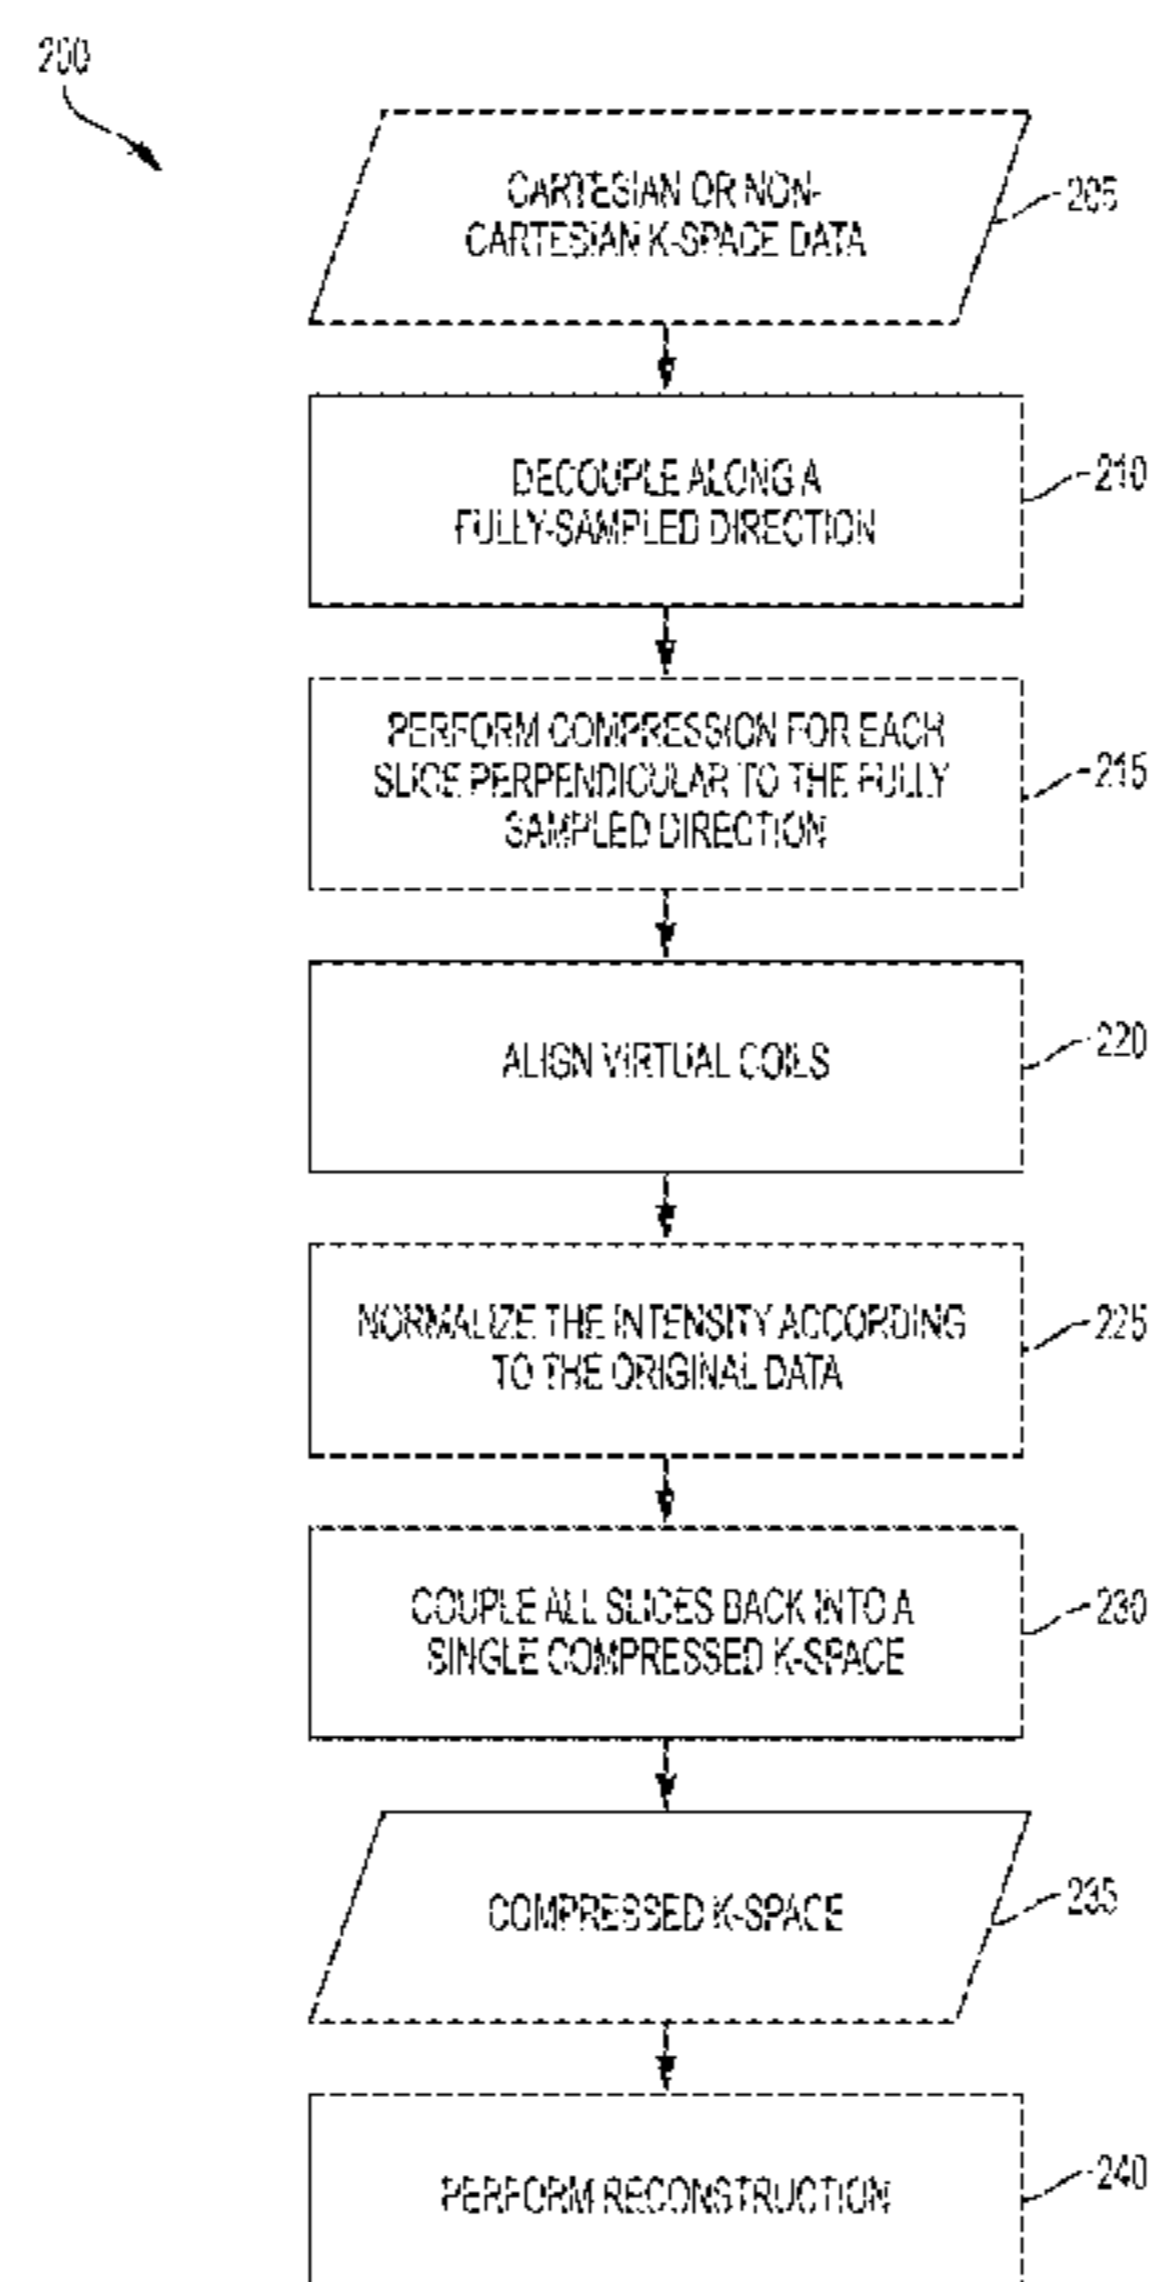 200
CARTESIAN OR NON-
CARTESIAN K-SPACE DATA
205
DECOUPLE ALONG A
FULLY-SAMPLED DIRECTION
210
PERFORM COMPRESSION FOR EACH
SLICE PERPENDICULAR TO THE FULLY
SAMPLED DIRECTION
215
ALIGN VIRTUAL COILS
220
NORMALIZE THE INTENSITY ACCORDING
TO THE ORIGINAL DATA
225
COUPLE ALL SLICES BACK INTO A
SINGLE COMPRESSED K-SPACE
230
COMPRESSED K-SPACE
235
PERFORM RECONSTRUCTION
240